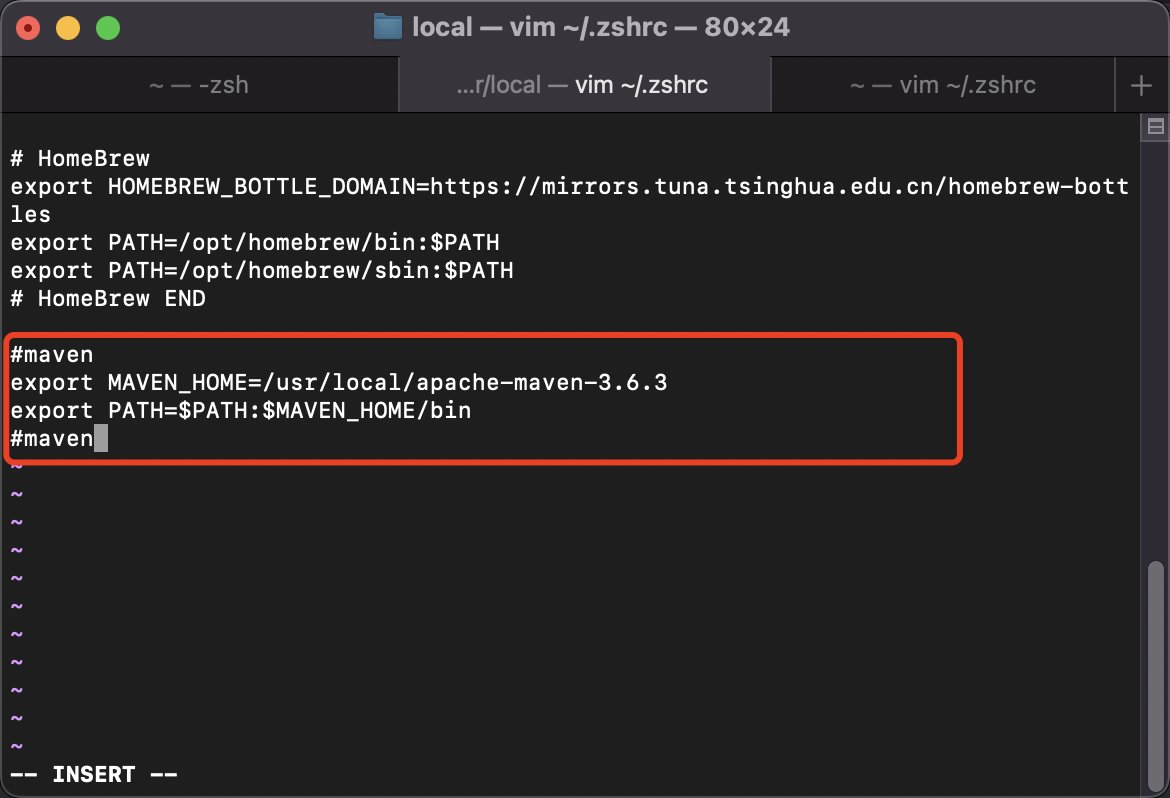 local — vim ~/.zshrc — 80×24
~ — -zsh
...r/local — vim ~/.zshrc
~ — vim ~/.zshrc
+
# HomeBrew
export HOMEBREW_BOTTLE_DOMAIN=https://mirrors.tuna.tsinghua.edu.cn/homebrew-bott
les
export PATH=/opt/homebrew/bin:$PATH
export PATH=/opt/homebrew/sbin:$PATH
# HomeBrew END
#maven
export MAVEN_HOME=/usr/local/apache-maven-3.6.3
export PATH=$PATH:$MAVEN_HOME/bin
#maven
~
~
~
~
~
~
~
~
~
~
~
-- INSERT --